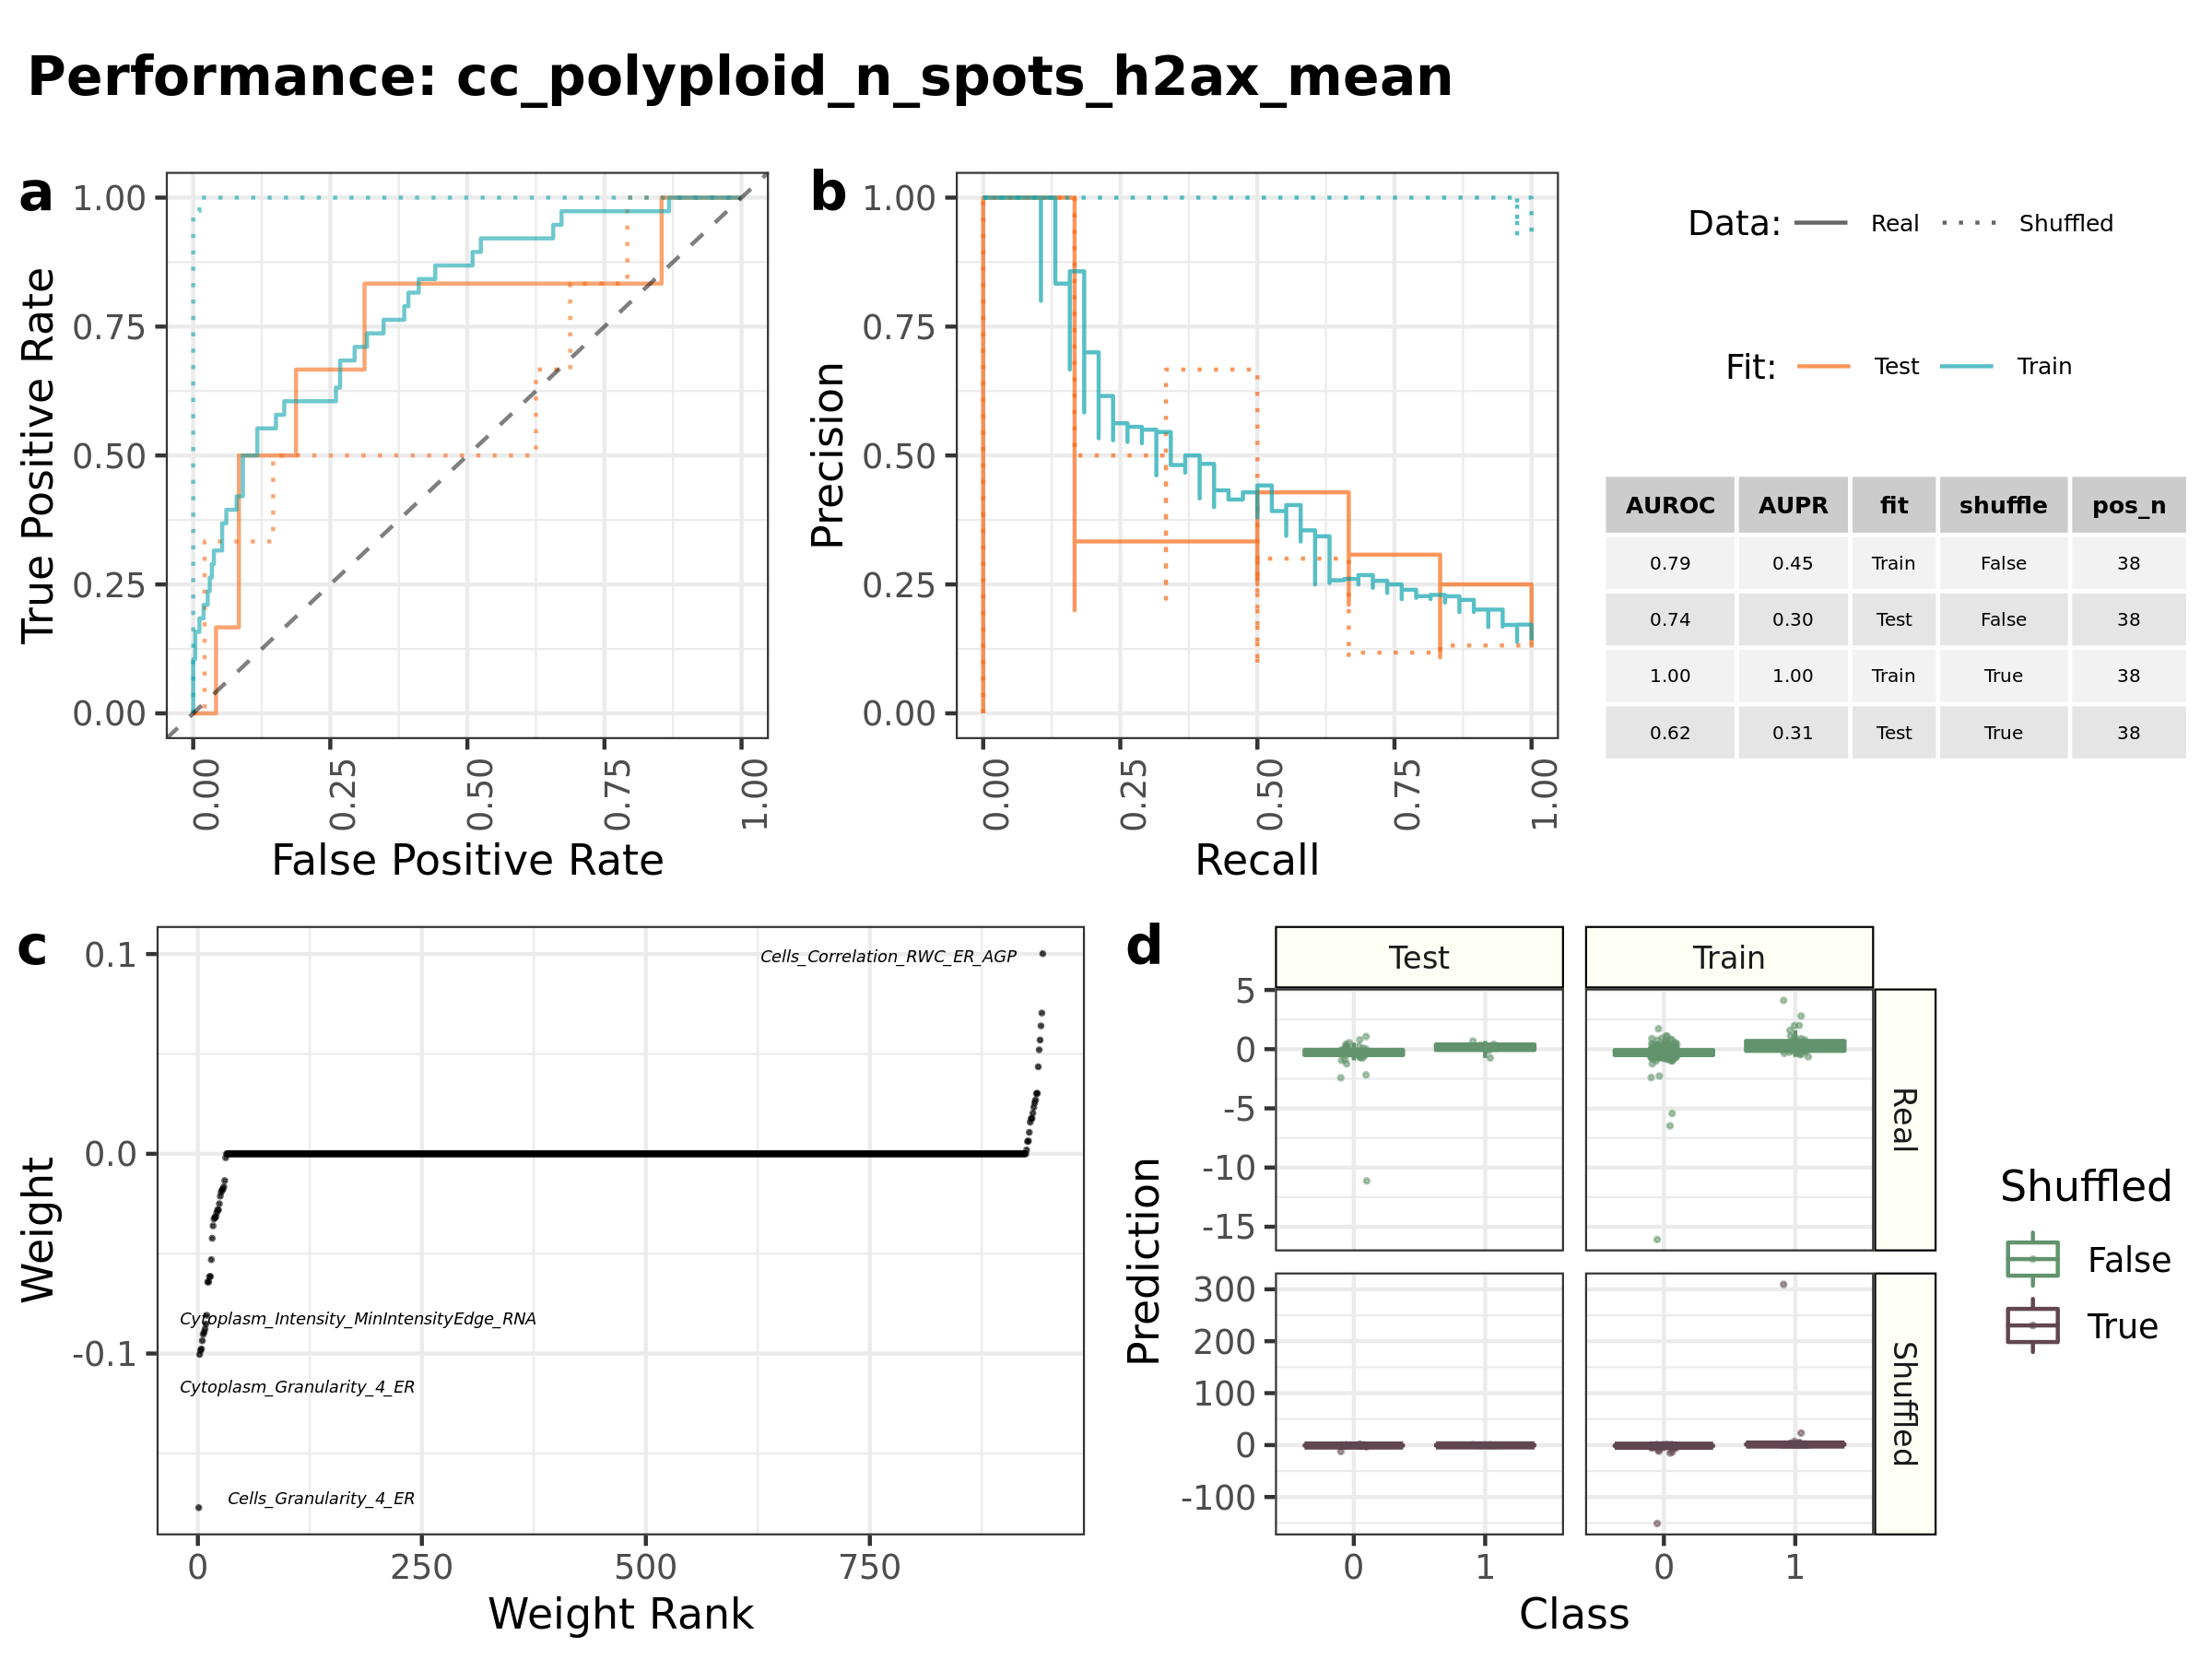 Performance: cc_polyploid_n_spots_h2ax_mean
a
True Positive Rate
1.00
0.75
0.50
0.25
0.00
0.00
0.25
0.50
0.75
1.00
False Positive Rate
b
Precision
1.00
0.75
0.50
0.25
0.00
0.00
0.25
0.50
0.75
1.00
Recall
Data: Real Shuffled
Fit: Test Train
AUROC AUPR fit shuffle pos_n
0.79 0.45 Train False 38
0.74 0.30 Test False 38
1.00 1.00 Train True 38
0.62 0.31 Test True 38
c
Weight
0.1
0.0
-0.1
Cells_Correlation_RWC_ER_AGP
Cytoplasm_Intensity_MinIntensityEdge_RNA
Cytoplasm_Granularity_4_ER
Cells_Granularity_4_ER
0 250 500 750
Weight Rank
d
Test Train
Prediction
5
0
-5
-10
-15
Real
300
200
100
0
-100
Shuffled
0 1 0 1
Class
Shuffled
False
True